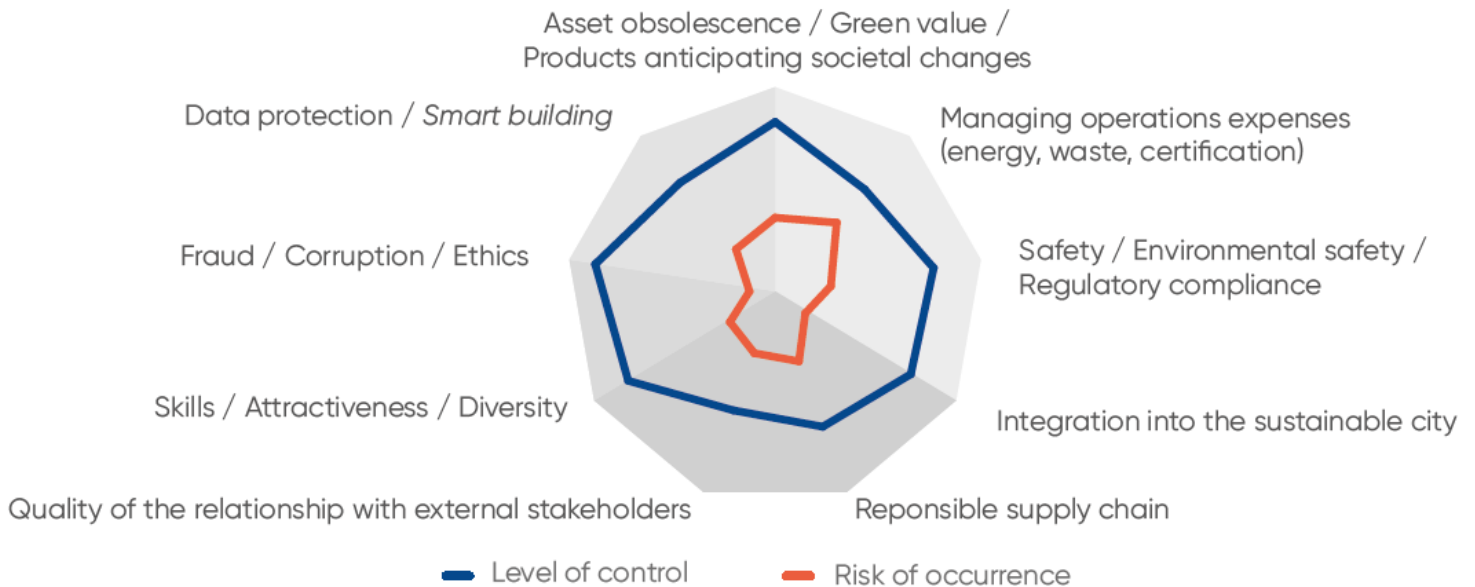 Asset obsolescence / Green value /
Products anticipating societal changes
Data protection / Smart building
Managing operations expenses
(energy, waste, certification)
Fraud / Corruption / Ethics
Safety / Environmental safety /
Regulatory compliance
Skills / Attractiveness / Diversity
Integration into the sustainable city
Quality of the relationship with external stakeholders
Reponsible supply chain
Level of control
Risk of occurrence